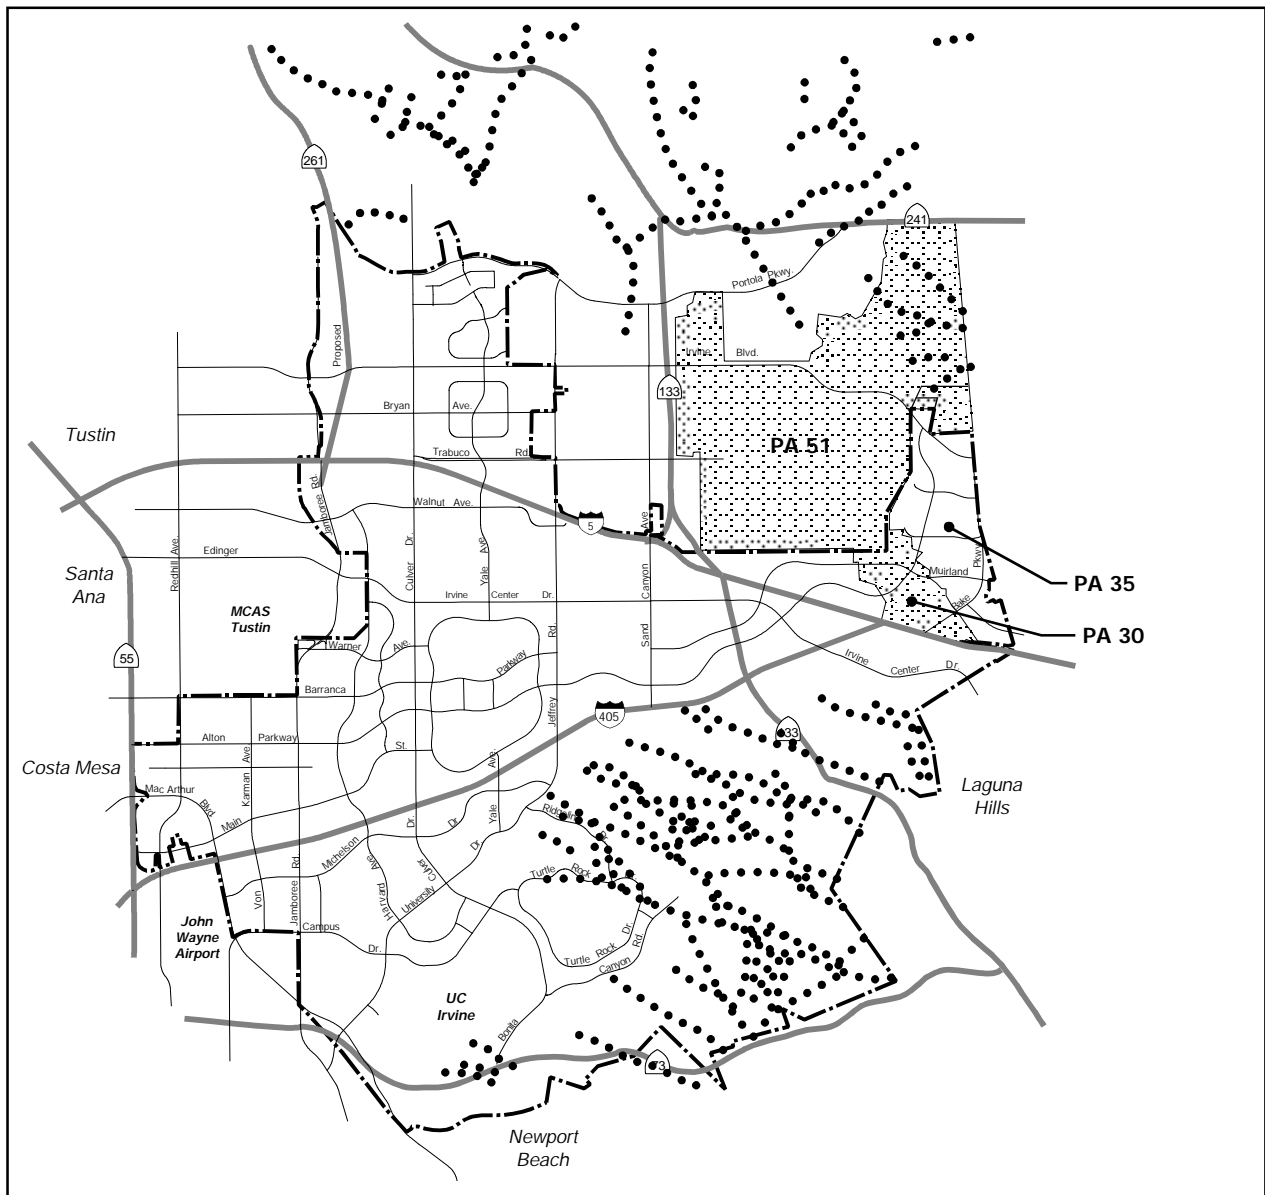 261
241
Portola Pkwy.
Proposed
Irvine Blvd.
133
Bryan Ave.
Tustin
PA 51
Trabuco Rd.
Jamboree Rd.
Walnut Ave.
5
Ave
Redhill Ave.
Edinger
Culver Dr.
Yale Ave
Santa
Ana
Muirland
Pkwy
PA 35
Canyon
Sand
Irvine Center Dr.
Bake
MCAS
Tustin
PA 30
Warner Ave.
55
Parkway
Irvine Center Dr.
Rd.
Jeffrey
Barranca
405
133
Alton Parkway
St.
Costa Mesa
Karman Ave
Von
Mac Arthur
Blvd
Main
Laguna
Hills
Yale Ave.
Ridgeline Dr.
Michelson Dr
Culver Dr.
University Dr.
Harvard Ave
Turtle Rock Dr.
Jamboree Rd
Campus Dr.
John
Wayne
Airport
Turtle Rock Dr.
Canyon Rd.
UC
Irvine
Bonita
73
Newport
Beach